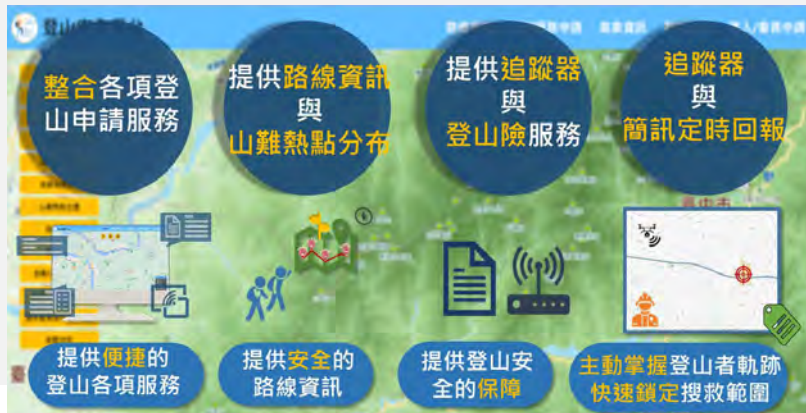 整合各項登
山申請服務
提供路線資訊
與
山難熱點分布
提供追蹤器
與
登山險服務
追蹤器
與
簡訊定時回報
提供便捷的
登山各項服務
提供安全的
路線資訊
提供登山安
全的保障
主動掌握登山者軌跡
快速鎖定搜救範圍